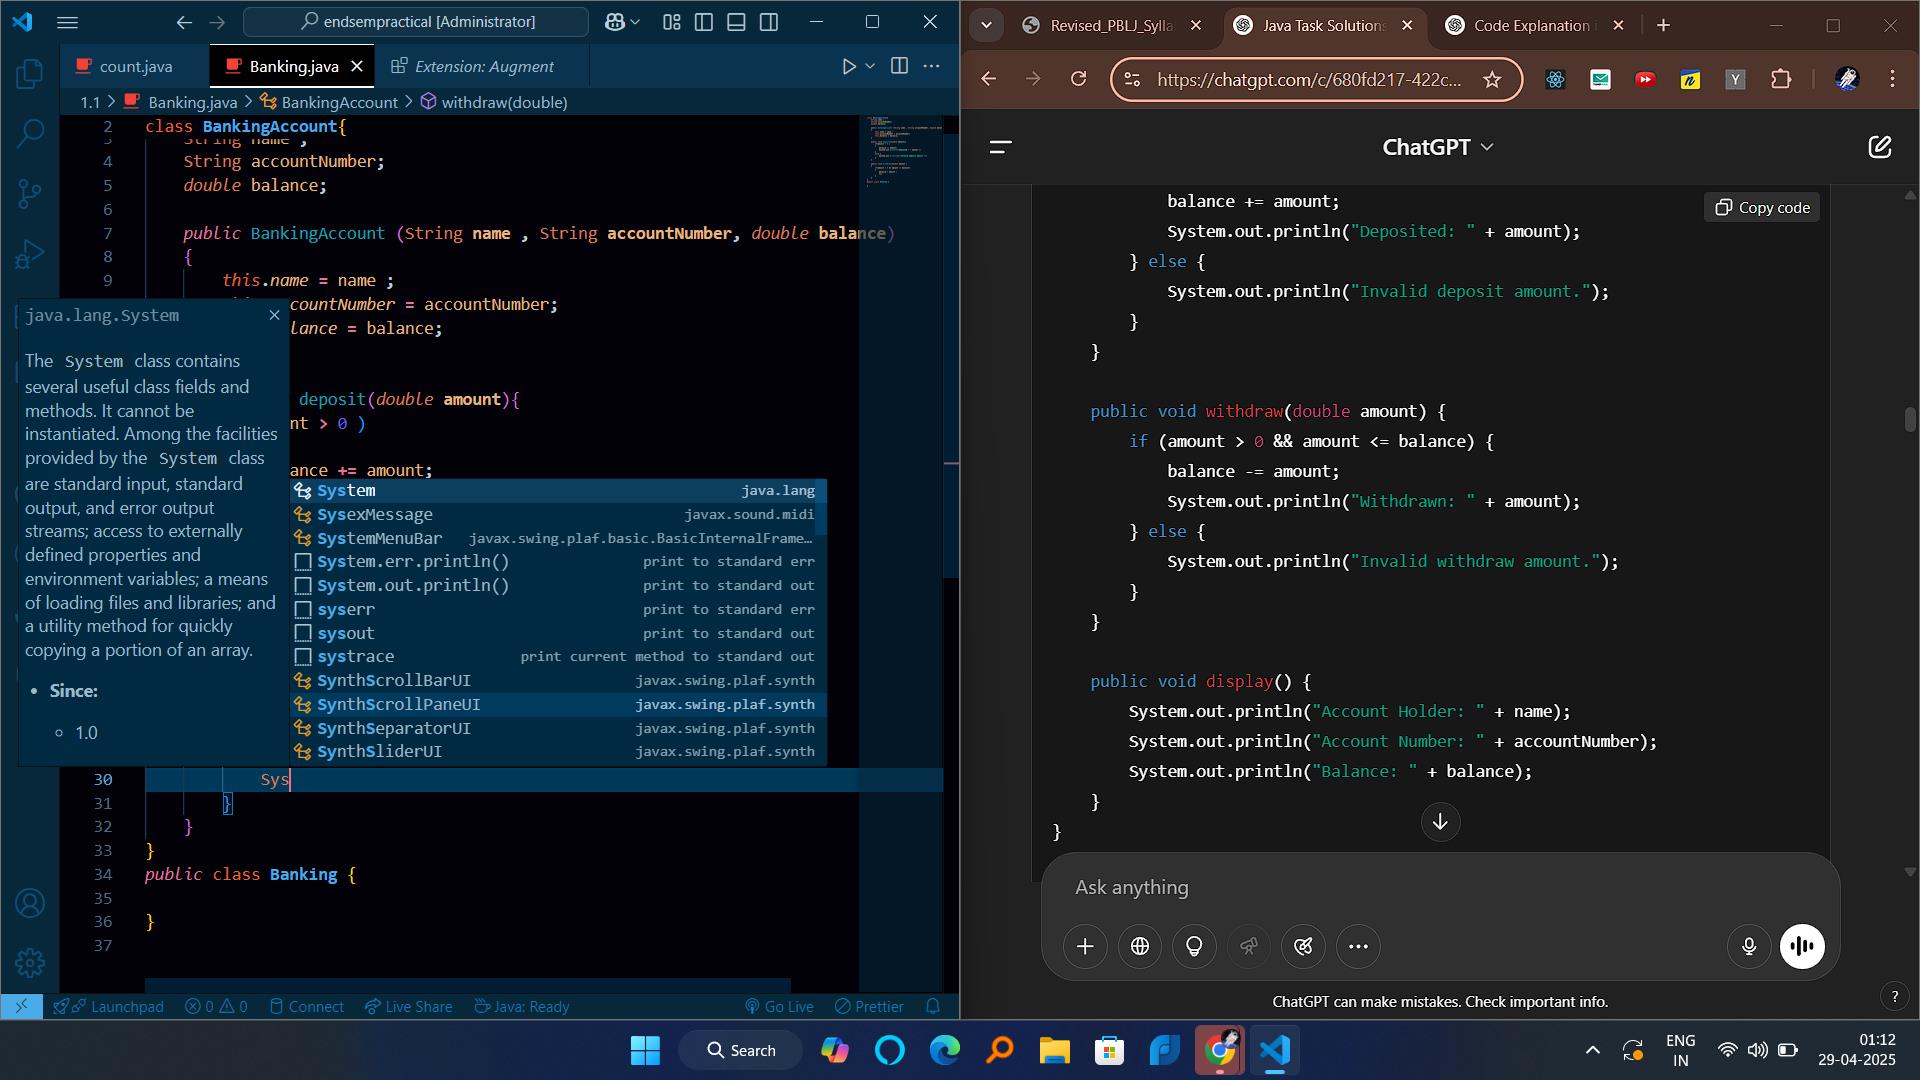 endsempractical [Administrator]
count.java
Banking.java
Extension: Augment
1.1 > Banking.java > BankingAccount > withdraw(double)
2 class BankingAccount{
3 String name ;
4 String accountNumber;
5 double balance;
6
7 public BankingAccount (String name , String accountNumber, double balance)
8 {
9 this.name = name ;
countNumber = accountNumber;
lance = balance;
deposit(double amount){
nt > 0 )
ance += amount;
java.lang.System
The System class contains
several useful class fields and
methods. It cannot be
instantiated. Among the facilities
provided by the System class
are standard input, standard
output, and error output
streams; access to externally
defined properties and
environment variables; a means
of loading files and libraries; and
a utility method for quickly
copying a portion of an array.
• Since:
◦ 1.0
System java.lang
SysexMessage javax.sound.midi
SystemMenuBar javax.swing.plaf.basic.BasicInternalFrame…
System.err.println() print to standard err
System.out.println() print to standard out
syserr print to standard err
sysout print to standard out
systrace print current method to standard out
SynthScrollBarUI javax.swing.plaf.synth
SynthScrollPaneUI javax.swing.plaf.synth
SynthSeparatorUI javax.swing.plaf.synth
SynthSliderUI javax.swing.plaf.synth
30 Sys
31 }
32 }
33 }
34 public class Banking {
35
36 }
37
Launchpad 0 0 Connect Live Share Java: Ready Go Live Prettier
Revised_PBLJ_Sylla
Java Task Solutions
Code Explanation i
https://chatgpt.com/c/680fd217-422c...
ChatGPT
Copy code
balance += amount;
System.out.println("Deposited: " + amount);
} else {
System.out.println("Invalid deposit amount.");
}
}
public void withdraw(double amount) {
if (amount > 0 && amount <= balance) {
balance -= amount;
System.out.println("Withdrawn: " + amount);
} else {
System.out.println("Invalid withdraw amount.");
}
}
public void display() {
System.out.println("Account Holder: " + name);
System.out.println("Account Number: " + accountNumber);
System.out.println("Balance: " + balance);
}
}
Ask anything
ChatGPT can make mistakes. Check important info.
?
Search
ENG
IN
01:12
29-04-2025